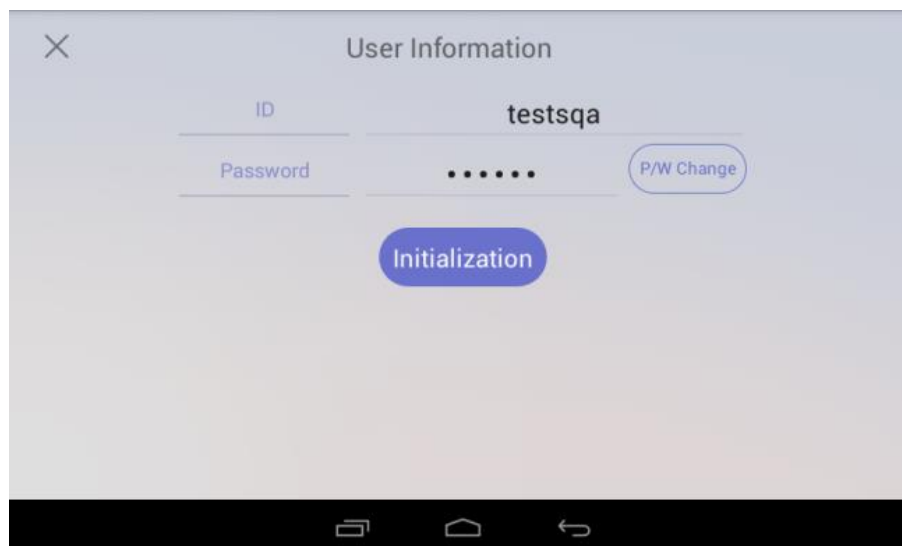 User Information
ID testsqa
Password •••••• P/W Change
Initialization